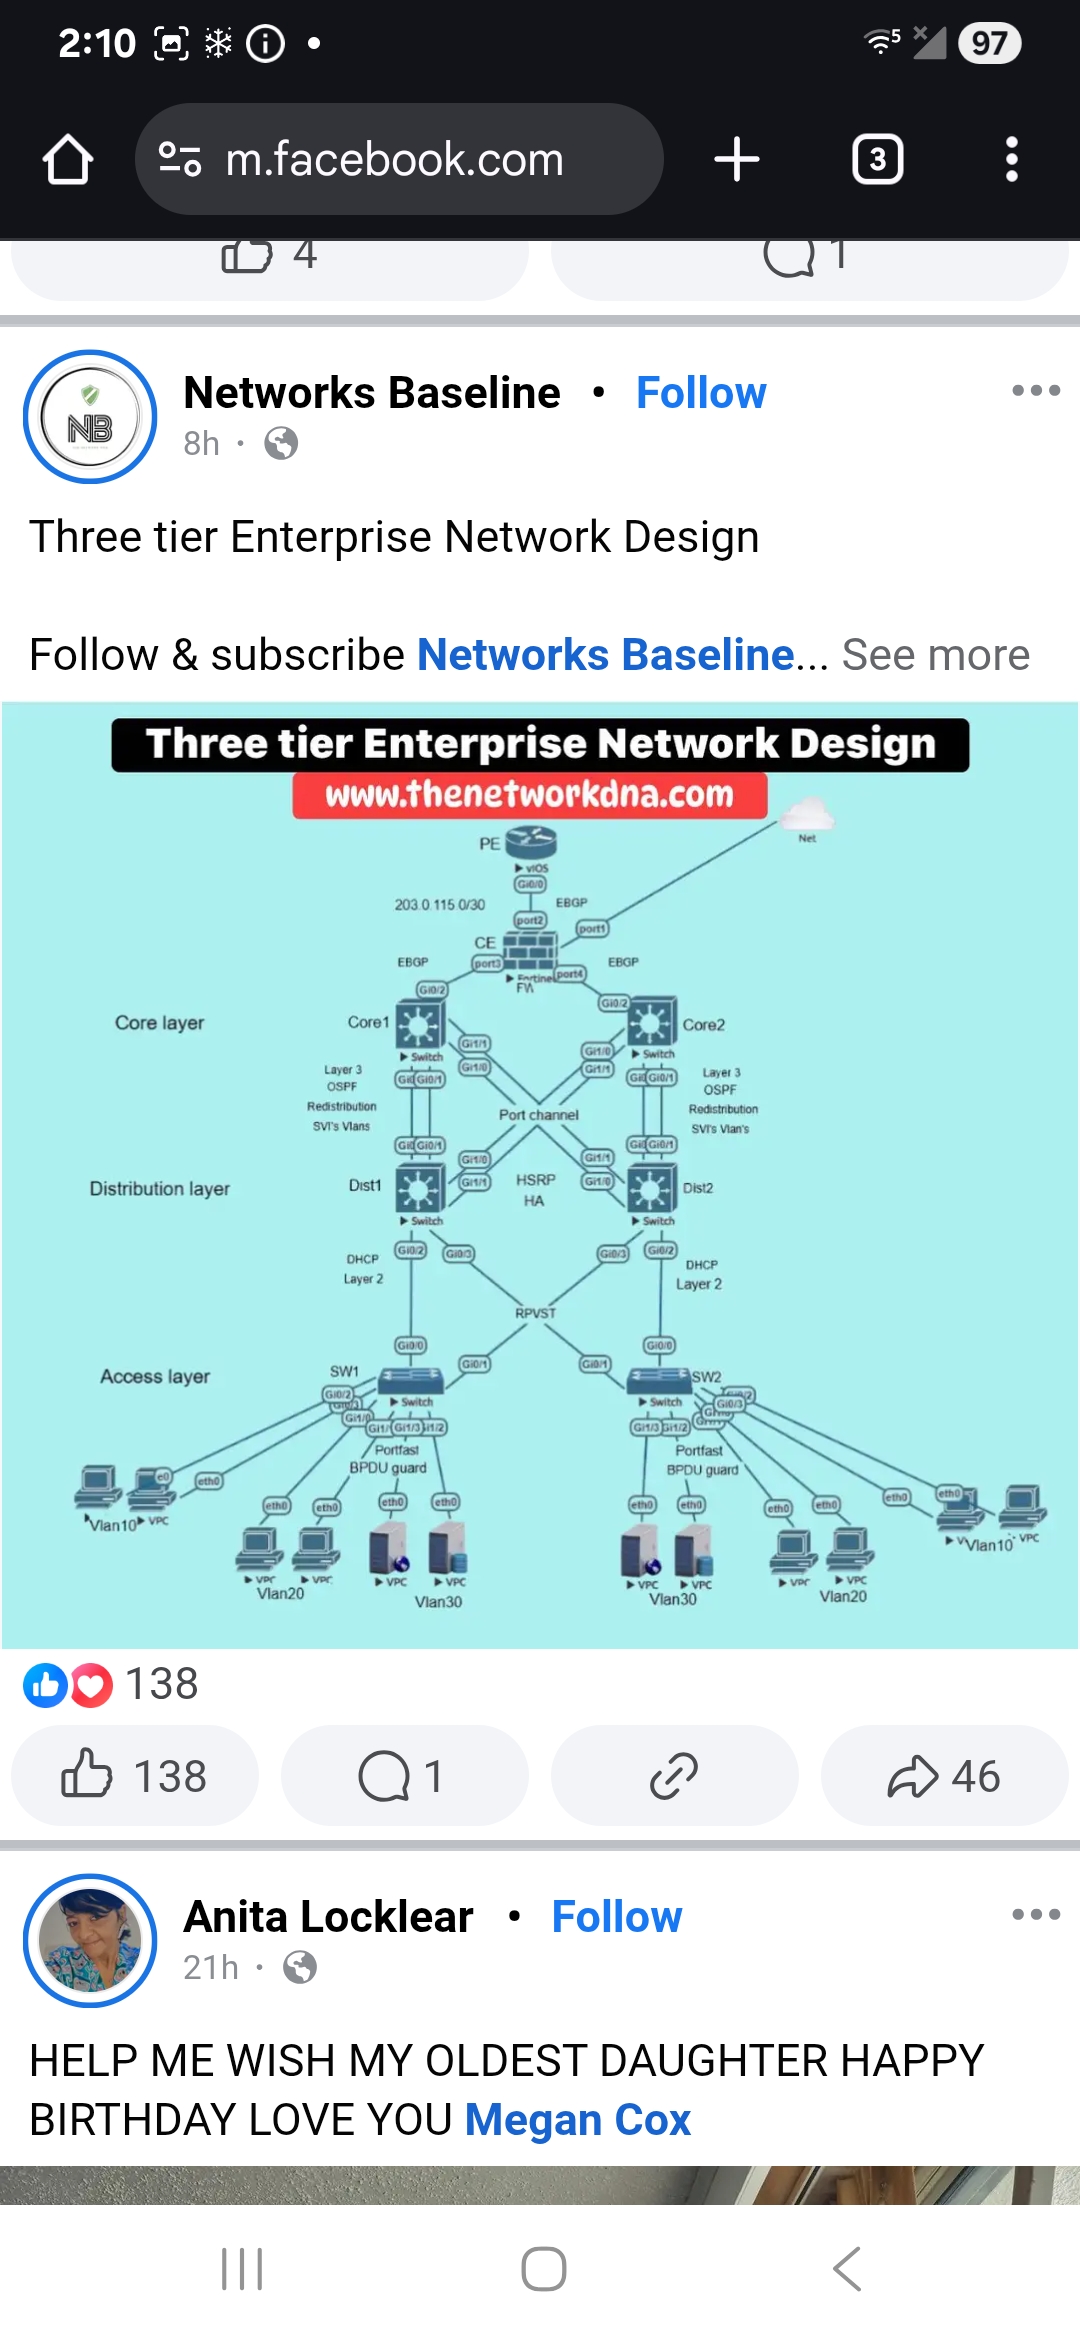 2:10
5
97
m.facebook.com
3
4
1
NB
Networks Baseline • Follow
8h
Three tier Enterprise Network Design
Follow & subscribe Networks Baseline... See more
Three tier Enterprise Network Design
www.thenetworkdna.com
Net
PE
vIOS
Gi0/0
203.0.115.0/30
EBGP
port2
port1
CE
EBGP
port3
port4
EBGP
Fortinet
FW
Gi0/2
Gi0/2
Core layer
Core1
Core2
Switch
Switch
Gi1/1
Gi1/0
Gi1/0
Gi1/1
Layer 3
OSPF
Redistribution
SVI's Vlans
Gi0/1
Gi0/1
Layer 3
OSPF
Redistribution
SVI's Vlan's
Port channel
Gi0/1
Gi0/1
Gi1/0
Gi1/1
Gi1/1
Gi1/0
Distribution layer
Dist1
HSRP
HA
Dist2
Switch
Switch
Gi0/2
Gi0/3
Gi0/3
Gi0/2
DHCP
Layer 2
DHCP
Layer 2
RPVST
Gi0/0
Gi0/1
Gi0/1
Gi0/0
Access layer
SW1
SW2
Switch
Switch
Gi0/2
Gi1/0
Gi1/3
Gi0/3
Gi1/3
Gi1/2
Portfast
BPDU guard
Portfast
BPDU guard
e0
eth0
eth0
eth0
eth0
eth0
eth0
eth0
eth0
eth0
eth0
eth0
Vlan10
VPC
Vlan10
VPC
VPC
VPC
VPC
VPC
VPC
VPC
VPC
VPC
Vlan20
Vlan30
Vlan30
Vlan20
138
138
1
46
Anita Locklear • Follow
21h
HELP ME WISH MY OLDEST DAUGHTER HAPPY
BIRTHDAY LOVE YOU Megan Cox